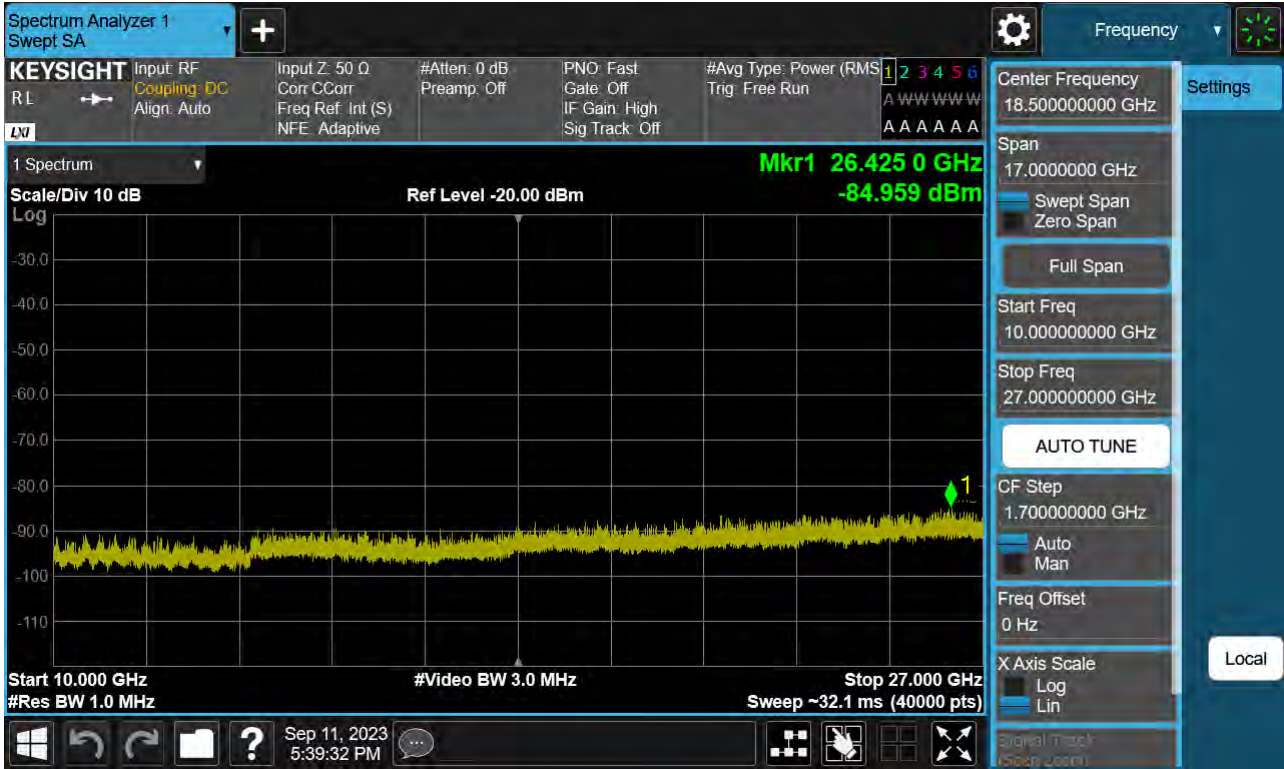 Spectrum Analyzer 1
Swept SA
Frequency
KEYSIGHT
R L
LXI
Input: RF
Coupling: DC
Align: Auto
Input Z: 50 Ω
Corr CCorr
Freq Ref: Int (S)
NFE: Adaptive
#Atten: 0 dB
Preamp: Off
PNO: Fast
Gate: Off
IF Gain: High
Sig Track: Off
#Avg Type: Power (RMS
Trig: Free Run
1 2 3 4 5 6
A W W W W W
A A A A A A
1 Spectrum
Scale/Div 10 dB
Log
Ref Level -20.00 dBm
Mkr1 26.425 0 GHz
-84.959 dBm
-30.0
-40.0
-50.0
-60.0
-70.0
-80.0
-90.0
-100
-110
1
Start 10.000 GHz
#Res BW 1.0 MHz
#Video BW 3.0 MHz
Stop 27.000 GHz
Sweep ~32.1 ms (40000 pts)
Sep 11, 2023
5:39:32 PM
Center Frequency
18.500000000 GHz
Span
17.0000000 GHz
Swept Span
Zero Span
Full Span
Start Freq
10.000000000 GHz
Stop Freq
27.000000000 GHz
AUTO TUNE
CF Step
1.700000000 GHz
Auto
Man
Freq Offset
0 Hz
X Axis Scale
Log
Lin
Signal Track
(Span Zoom)
Settings
Local